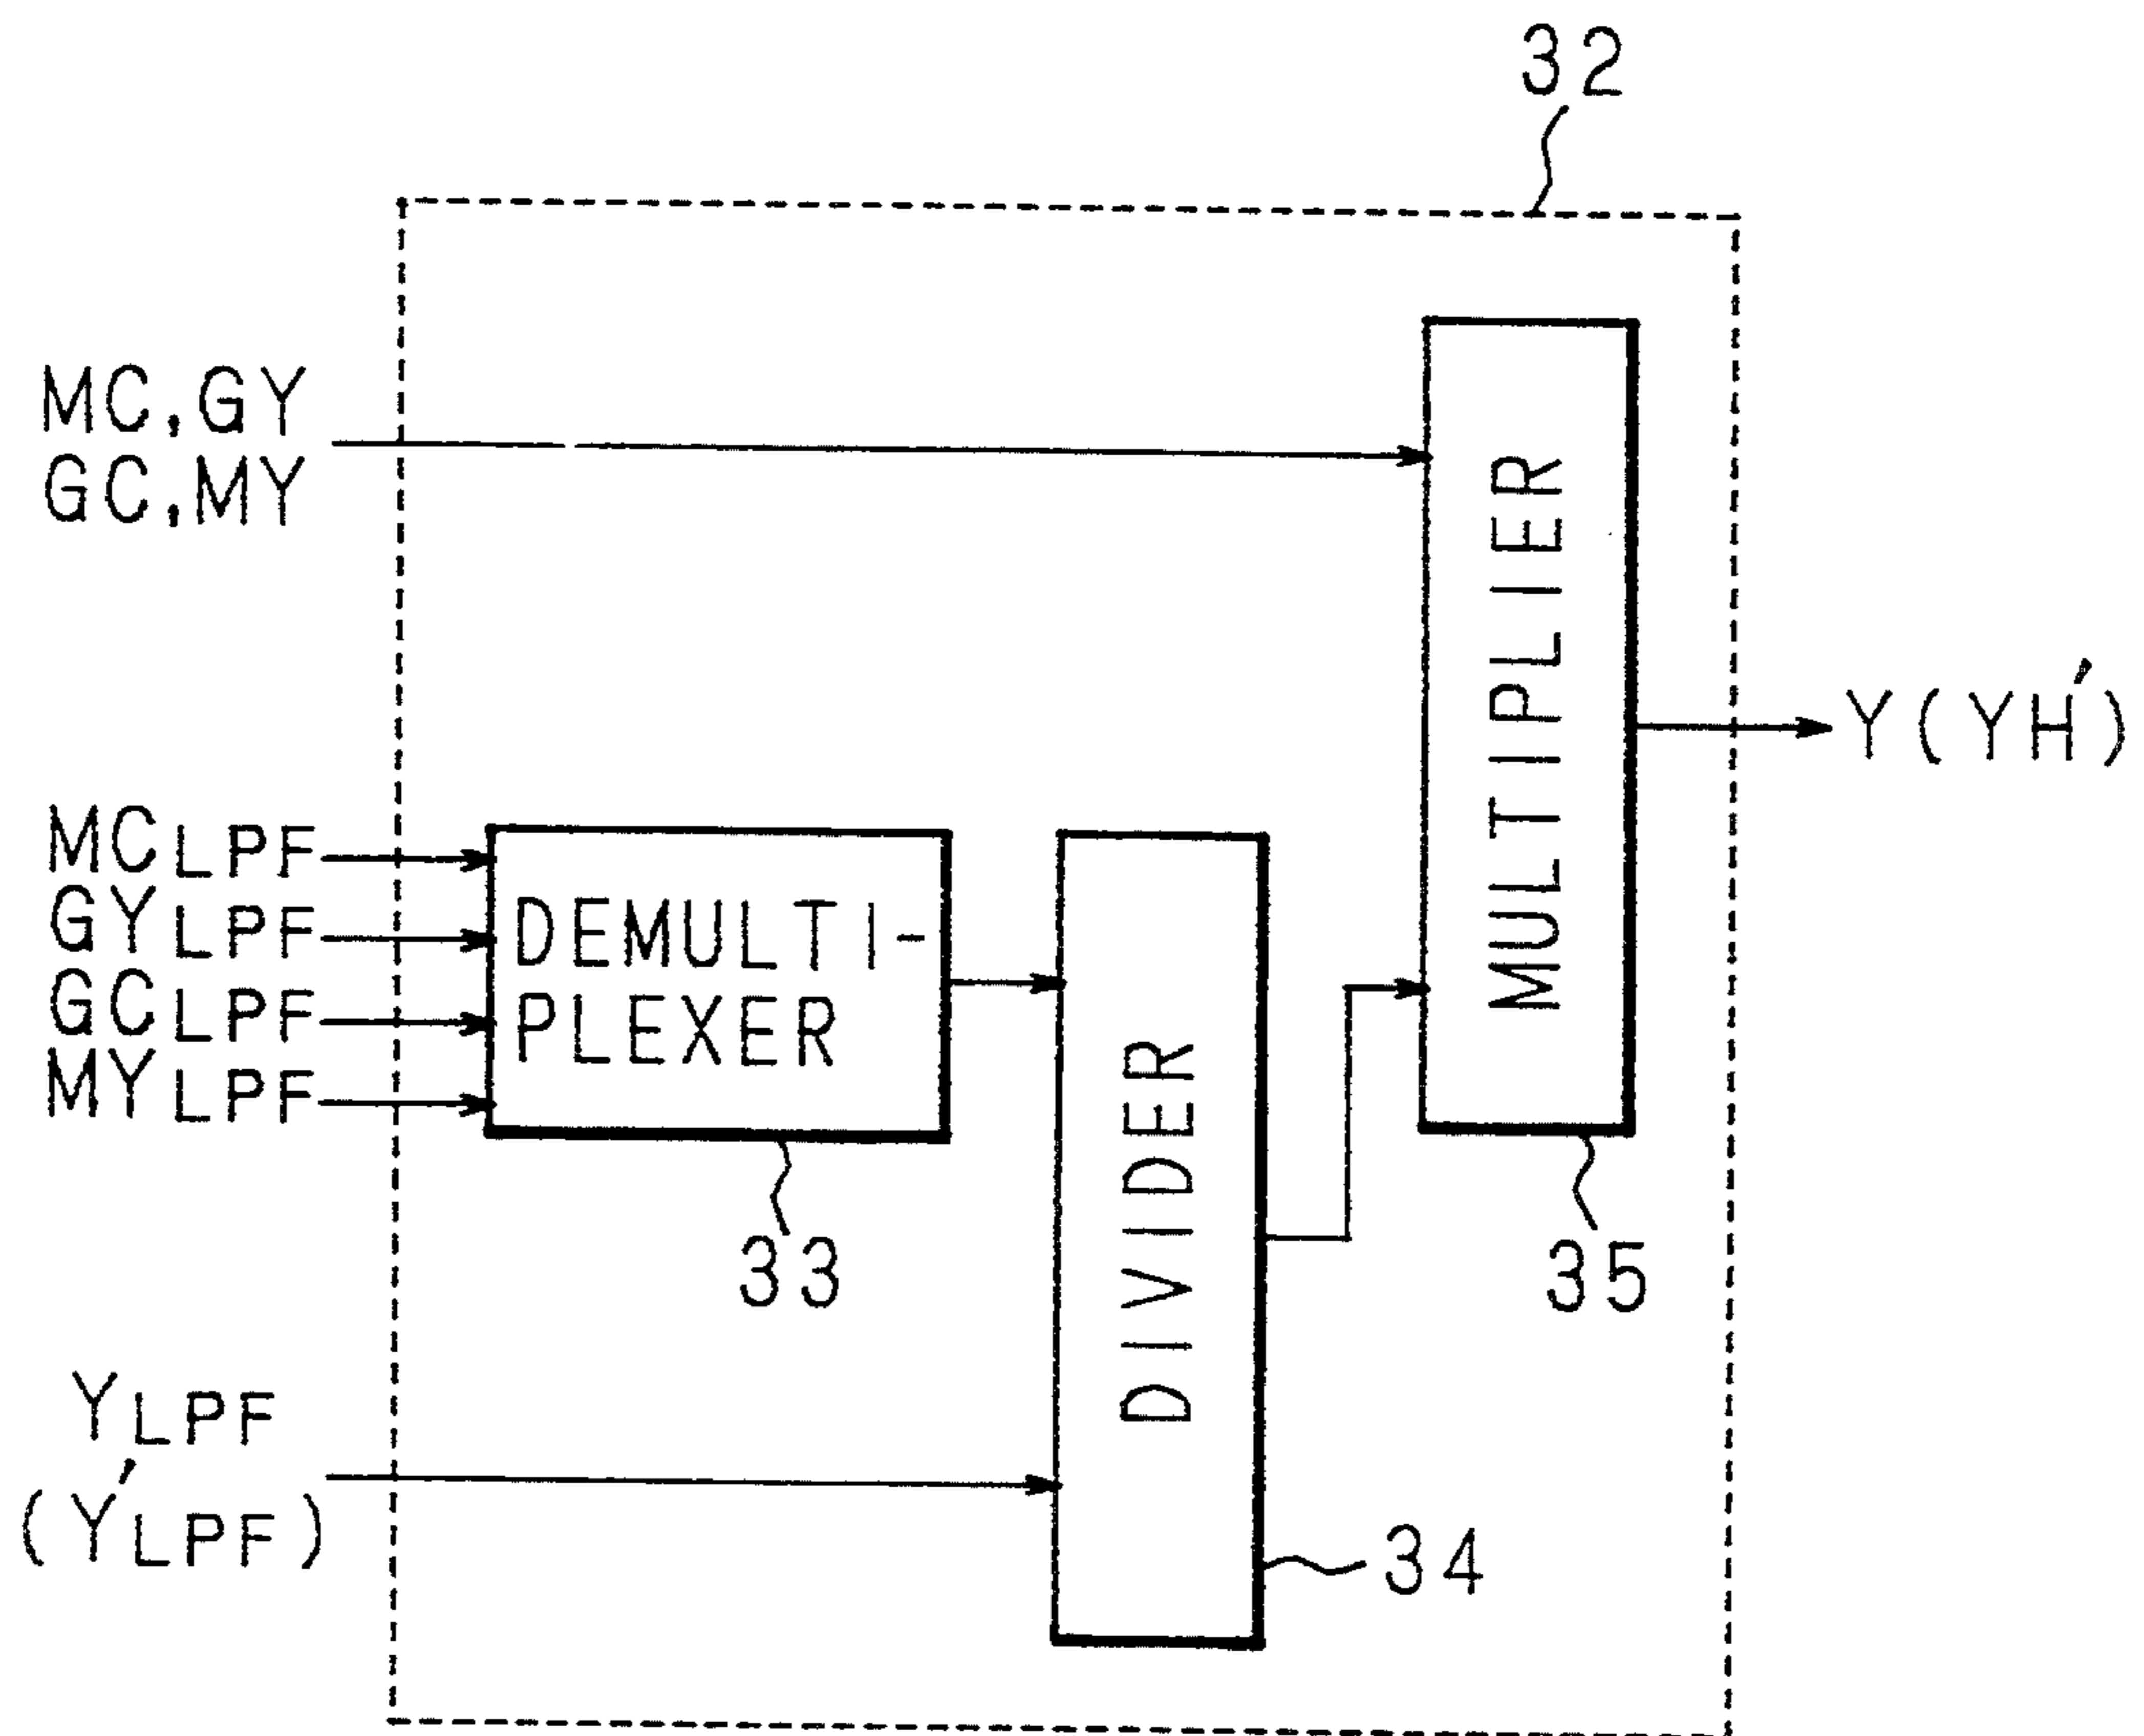 32
MC,GY
GC,MY
MULTIPLIER
Y(YH')
MCLPF
GYLPF
GCLPF
MYLPF
DEMULTI-
PLEXER
DIVIDER
33
35
YLPF
(Y'LPF)
34